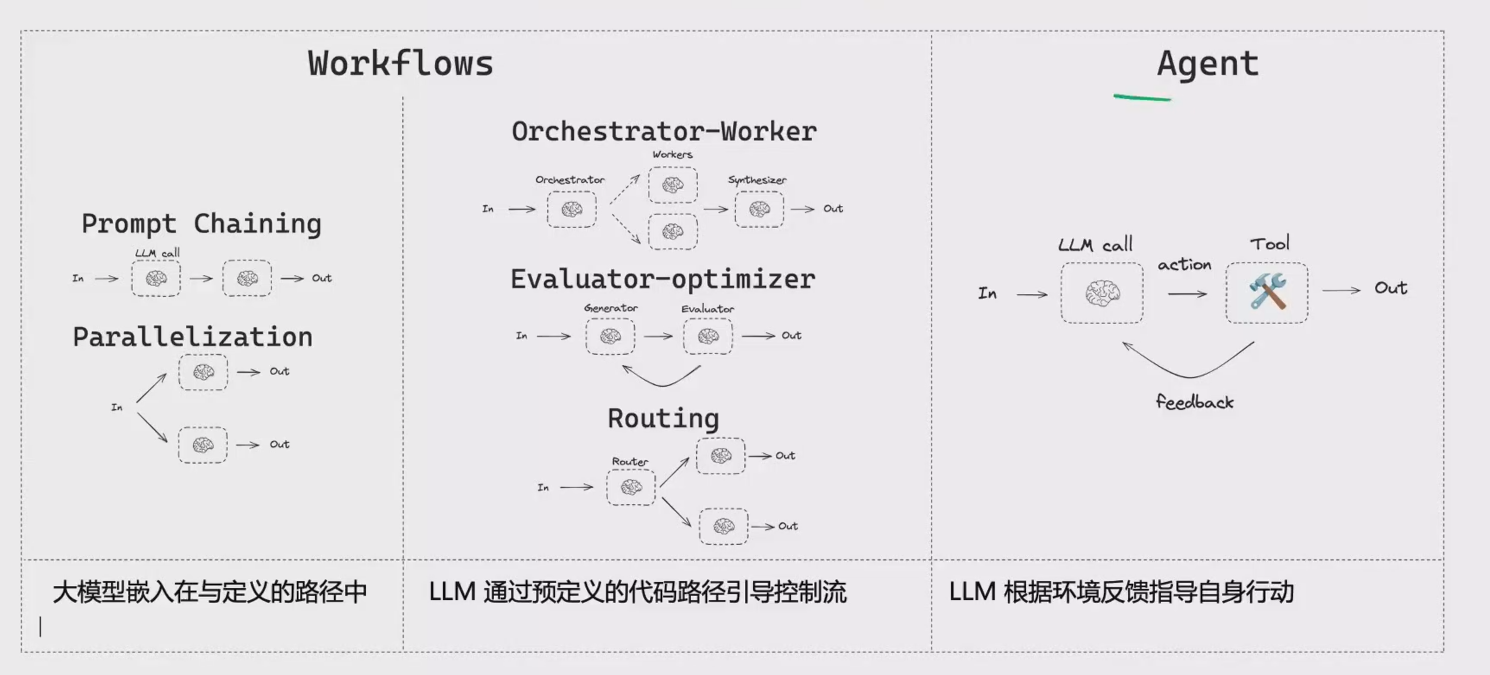 Workflows
Agent
Prompt Chaining
LLM call
In
Out
Parallelization
In
Out
Out
Orchestrator-Worker
Workers
Orchestrator
Synthesizer
In
Out
Evaluator-optimizer
Generator
Evaluator
In
Out
Routing
Router
In
Out
Out
LLM call
Tool
action
In
Out
feedback
大模型嵌入在与定义的路径中
LLM 通过预定义的代码路径引导控制流
LLM 根据环境反馈指导自身行动